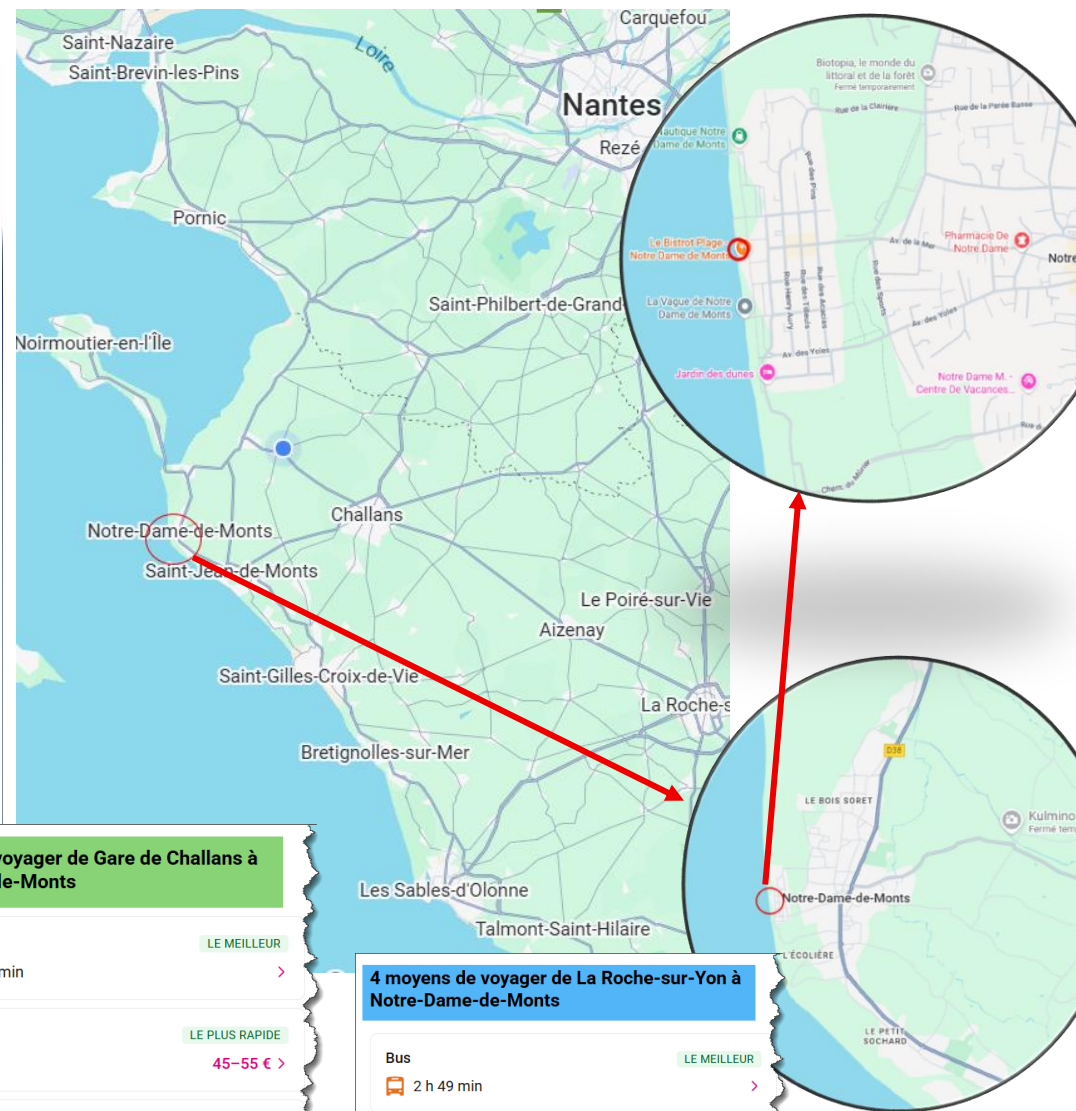 Carquefou
Saint-Nazaire
Loire
Saint-Brevin-les-Pins
Nantes
Rezé
Pornic
Saint-Philbert-de-Grand
Noirmoutier-en-l'Île
Challans
Notre-Dame-de-Monts
Saint-Jean-de-Monts
Le Poiré-sur-Vie
Aizenay
Saint-Gilles-Croix-de-Vie
La Roche-s
Bretignolles-sur-Mer
Les Sables-d'Olonne
Talmont-Saint-Hilaire
Biotopia, le monde du
littoral et de la forêt
Fermé temporairement
Rue de la Clairière
Rue de la Parée Basse
Nautique Notre
Dame de Monts
Rue des Pins
Le Bistrot Plage
Notre Dame de Monts
Av. de la Mer
Pharmacie De
Notre Dame
Notre
Rue Henry Aury
Rue des Tilleuls
Rue des Acacias
Rue des Sports
La Vague de Notre
Dame de Monts
Av. des Yoles
Av. des Yoles
Jardin des dunes
Notre Dame M. -
Centre De Vacances...
Rue du
Chem. du Mûrier
D38
LE BOIS SORET
Kulmino
Fermé tem
Notre-Dame-de-Monts
L'ÉCOLIÈRE
LE PETIT
SOCHARD
voyager de Gare de Challans à
de-Monts
LE MEILLEUR
min
LE PLUS RAPIDE
45–55 €
4 moyens de voyager de La Roche-sur-Yon à
Notre-Dame-de-Monts
Bus
LE MEILLEUR
2 h 49 min